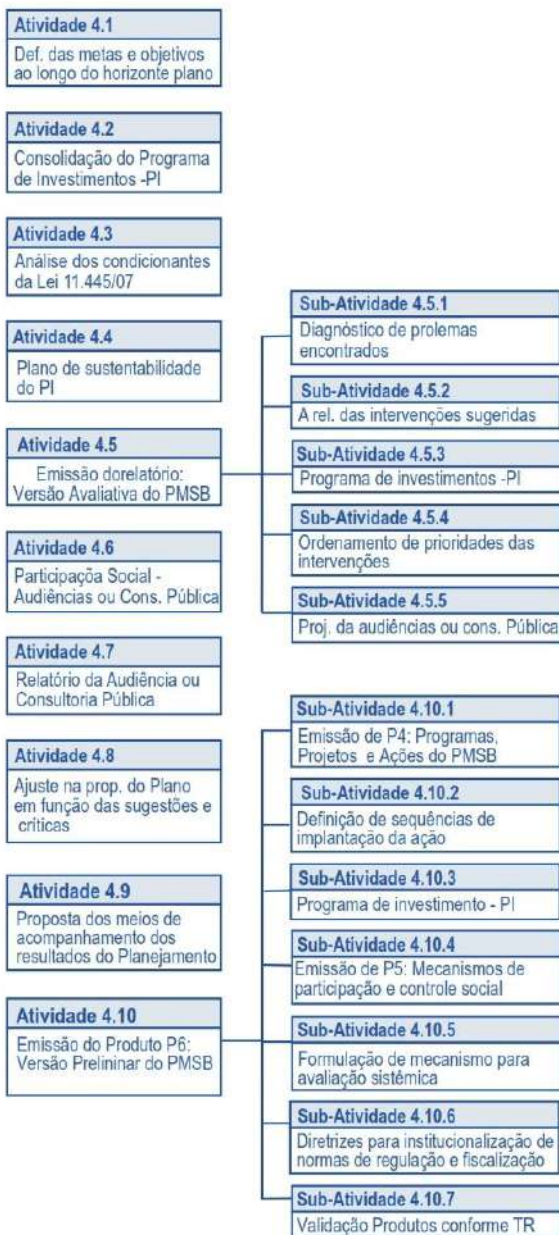 Atividade 4.1
Def. das metas e objetivos
ao longo do horizonte plano
Atividade 4.2
Consolidação do Programa
de Investimentos -PI
Atividade 4.3
Análise dos condicionantes
da Lei 11.445/07
Atividade 4.4
Plano de sustentabilidade
do PI
Atividade 4.5
Emissão dorelatório:
Versão Avaliativa do PMSB
Sub-Atividade 4.5.1
Diagnóstico de prolemas
encontrados
Sub-Atividade 4.5.2
A rel. das intervenções sugeridas
Sub-Atividade 4.5.3
Programa de investimentos -PI
Sub-Atividade 4.5.4
Ordenamento de prioridades das
intervenções
Sub-Atividade 4.5.5
Proj. da audiências ou cons. Pública
Atividade 4.6
Participaçõa Social -
Audiências ou Cons. Pública
Atividade 4.7
Relatório da Audiência ou
Consultoria Pública
Atividade 4.8
Ajuste na prop. do Plano
em função das sugestões e
criticas
Atividade 4.9
Proposta dos meios de
acompanhamento dos
resultados do Planejamento
Atividade 4.10
Emissão do Produto P6:
Versão Prelininar do PMSB
Sub-Atividade 4.10.1
Emissão de P4: Programas,
Projetos e Ações do PMSB
Sub-Atividade 4.10.2
Definição de sequências de
implantação da ação
Sub-Atividade 4.10.3
Programa de investimento - PI
Sub-Atividade 4.10.4
Emissão de P5: Mecanismos de
participação e controle social
Sub-Atividade 4.10.5
Formulação de mecanismo para
avaliação sistêmica
Sub-Atividade 4.10.6
Diretrizes para institucionalização de
normas de regulação e fiscalização
Sub-Atividade 4.10.7
Validação Produtos conforme TR